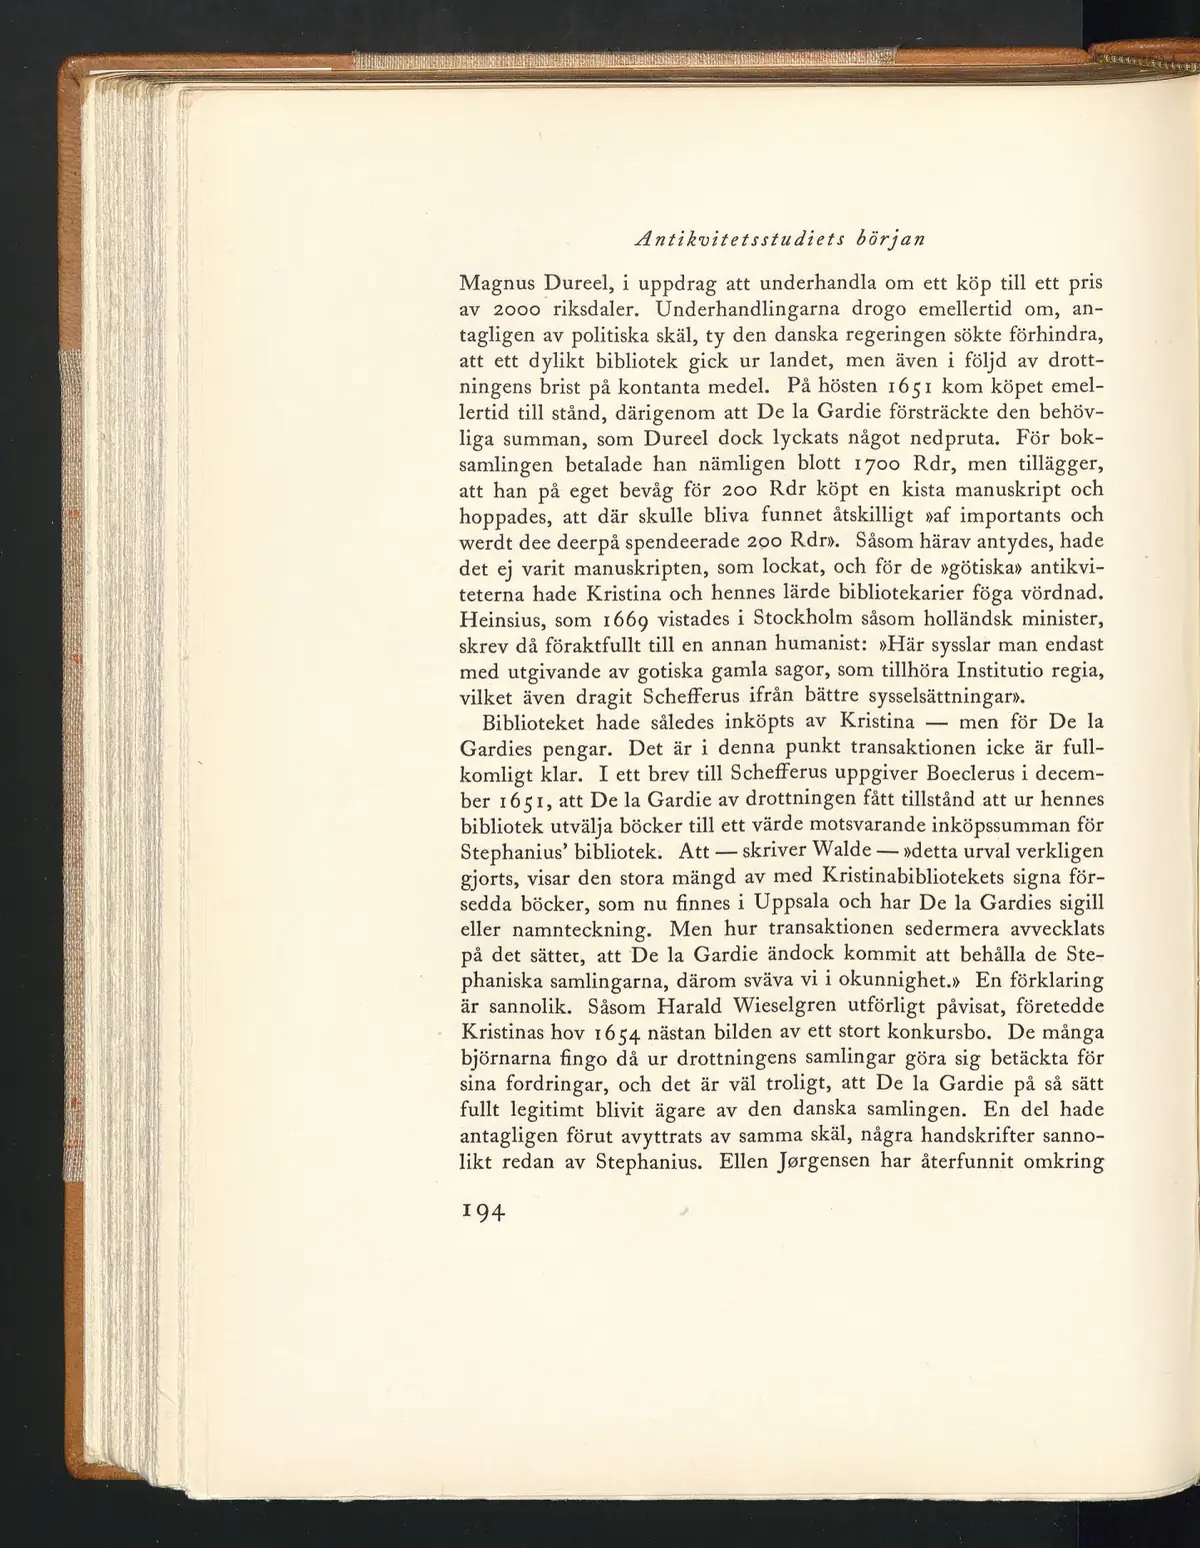 Antikvitetsstudiets början
Magnus Dureel, i uppdrag att underhandla om ett köp till ett pris
av 2000 riksdaler. Underhandlingarna drogo emellertid om, an-
tagligen av politiska skäl, ty den danska regeringen sökte förhindra,
att ett dylikt bibliotek gick ur landet, men även i följd av drott-
ningens brist på kontanta medel. På hösten 1651 kom köpet emel-
lertid till stånd, därigenom att De la Gardie försträckte den behöv-
liga summan, som Dureel dock lyckats något nedpruta. För bok-
samlingen betalade han nämligen blott 1700 Rdr, men tillägger,
att han på eget bevåg för 200 Rdr köpt en kista manuskript och
hoppades, att där skulle bliva funnet åtskilligt »af importants och
werdt dee deerpå spendeerade 200 Rdr». Såsom härav antydes, hade
det ej varit manuskripten, som lockat, och för de »götiska» antikvi-
teterna hade Kristina och hennes lärde bibliotekarier föga vördnad.
Heinsius, som 1669 vistades i Stockholm såsom holländsk minister,
skrev då föraktfullt till en annan humanist: »Här sysslar man endast
med utgivande av gotiska gamla sagor, som tillhöra Institutio regia,
vilket även dragit Schefferus ifrån bättre sysselsättningar».
Biblioteket hade således inköpts av Kristina — men för De la
Gardies pengar. Det är i denna punkt transaktionen icke är full-
komligt klar. I ett brev till Schefferus uppgiver Boeclerus i decem-
ber 1651, att De la Gardie av drottningen fått tillstånd att ur hennes
bibliotek utvälja böcker till ett värde motsvarande inköpssumman för
Stephanius' bibliotek. Att — skriver Walde — »detta urval verkligen
gjorts, visar den stora mängd av med Kristinabibliotekets signa för-
sedda böcker, som nu finnes i Uppsala och har De la Gardies sigill
eller namnteckning. Men hur transaktionen sedermera avvecklats
på det sättet, att De la Gardie ändock kommit att behålla de Ste-
phaniska samlingarna, därom sväva vi i okunnighet.» En förklaring
är sannolik. Såsom Harald Wieselgren utförligt påvisat, företedde
Kristinas hov 1654 nästan bilden av ett stort konkursbo. De många
björnarna fingo då ur drottningens samlingar göra sig betäckta för
sina fordringar, och det är väl troligt, att De la Gardie på så sätt
fullt legitimt blivit ägare av den danska samlingen. En del hade
antagligen förut avyttrats av samma skäl, några handskrifter sanno-
likt redan av Stephanius. Ellen Jørgensen har återfunnit omkring
194